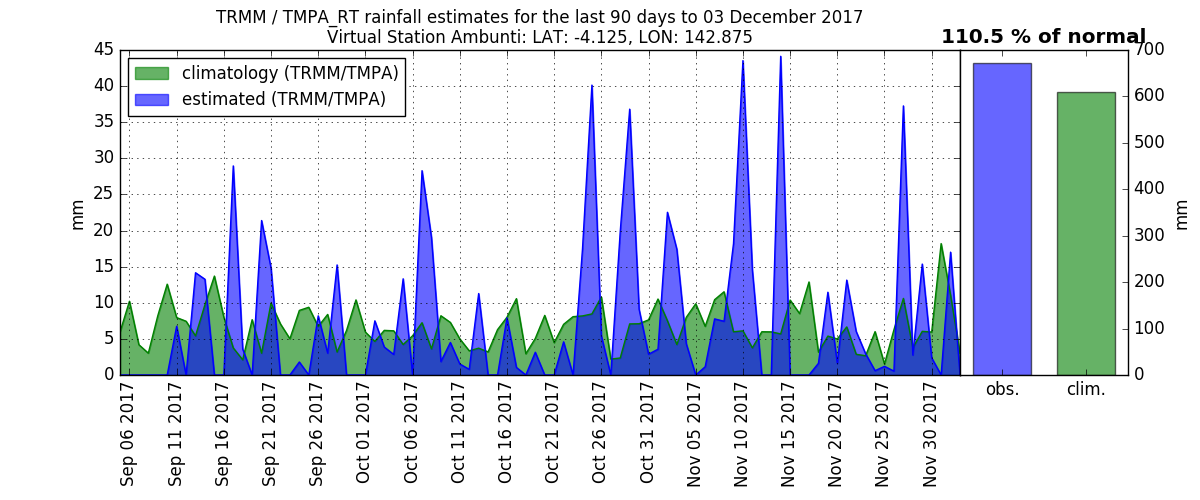 TRMM / TMPA_RT rainfall estimates for the last 90 days to 03 December 2017
Virtual Station Ambunti: LAT: -4.125, LON: 142.875
110.5 % of normal
climatology (TRMM/TMPA)
estimated (TRMM/TMPA)
mm
45
40
35
30
25
20
15
10
5
0
Sep 06 2017
Sep 11 2017
Sep 16 2017
Sep 21 2017
Sep 26 2017
Oct 01 2017
Oct 06 2017
Oct 11 2017
Oct 16 2017
Oct 21 2017
Oct 26 2017
Oct 31 2017
Nov 05 2017
Nov 10 2017
Nov 15 2017
Nov 20 2017
Nov 25 2017
Nov 30 2017
obs.
clim.
700
600
500
400
300
200
100
0
mm